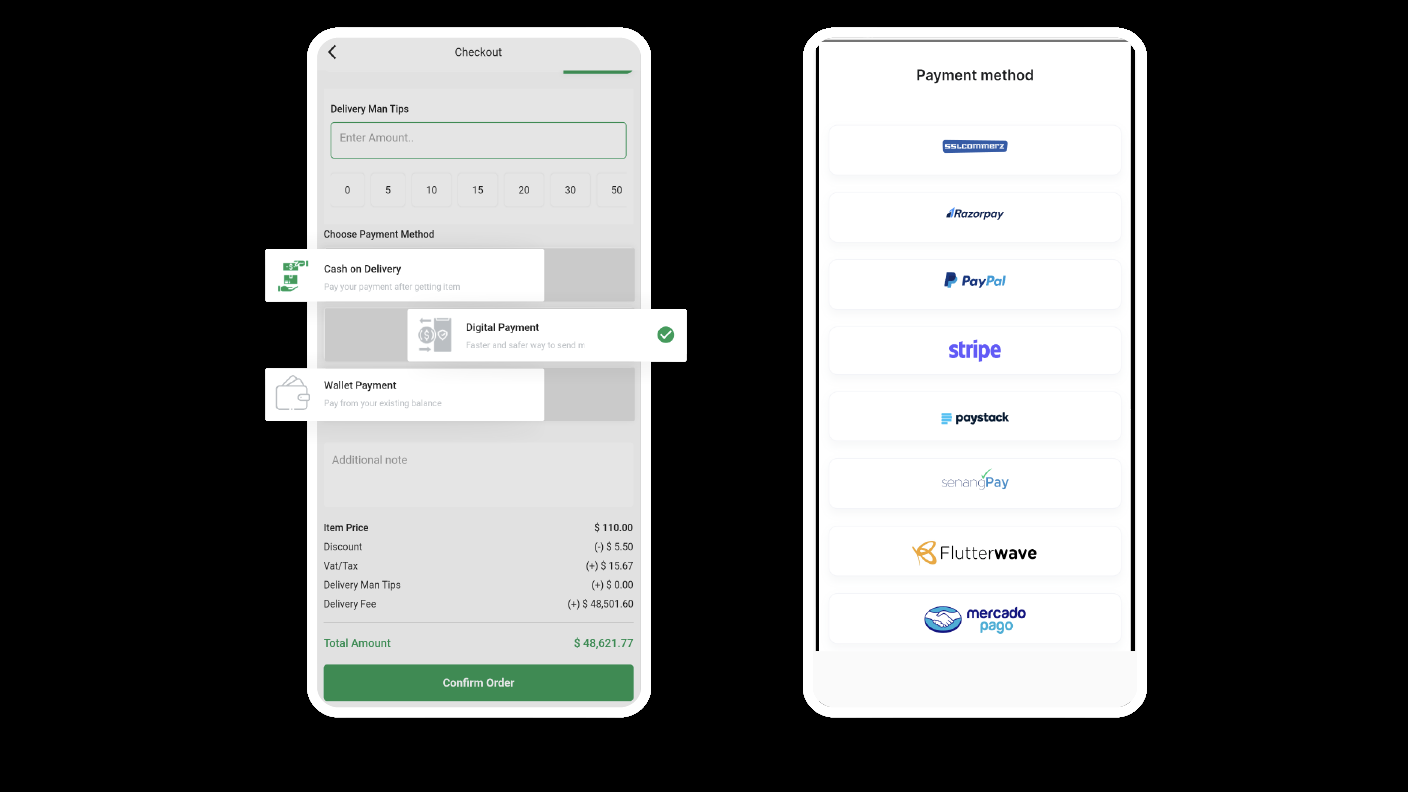 Checkout
Delivery Man Tips
Enter Amount..
0 5 10 15 20 30 50
Choose Payment Method
Cash on Delivery
Pay your payment after getting item
Digital Payment
Faster and safer way to send m
Wallet Payment
Pay from your existing balance
Additional note
Item Price $ 110.00
Discount (-) $ 5.50
Vat/Tax (+) $ 15.67
Delivery Man Tips (+) $ 0.00
Delivery Fee (+) $ 48,501.60
Total Amount $ 48,621.77
Confirm Order
Payment method
SSLCOMMERZ
Razorpay
PayPal
stripe
paystack
senangPay
Flutterwave
mercado
pago